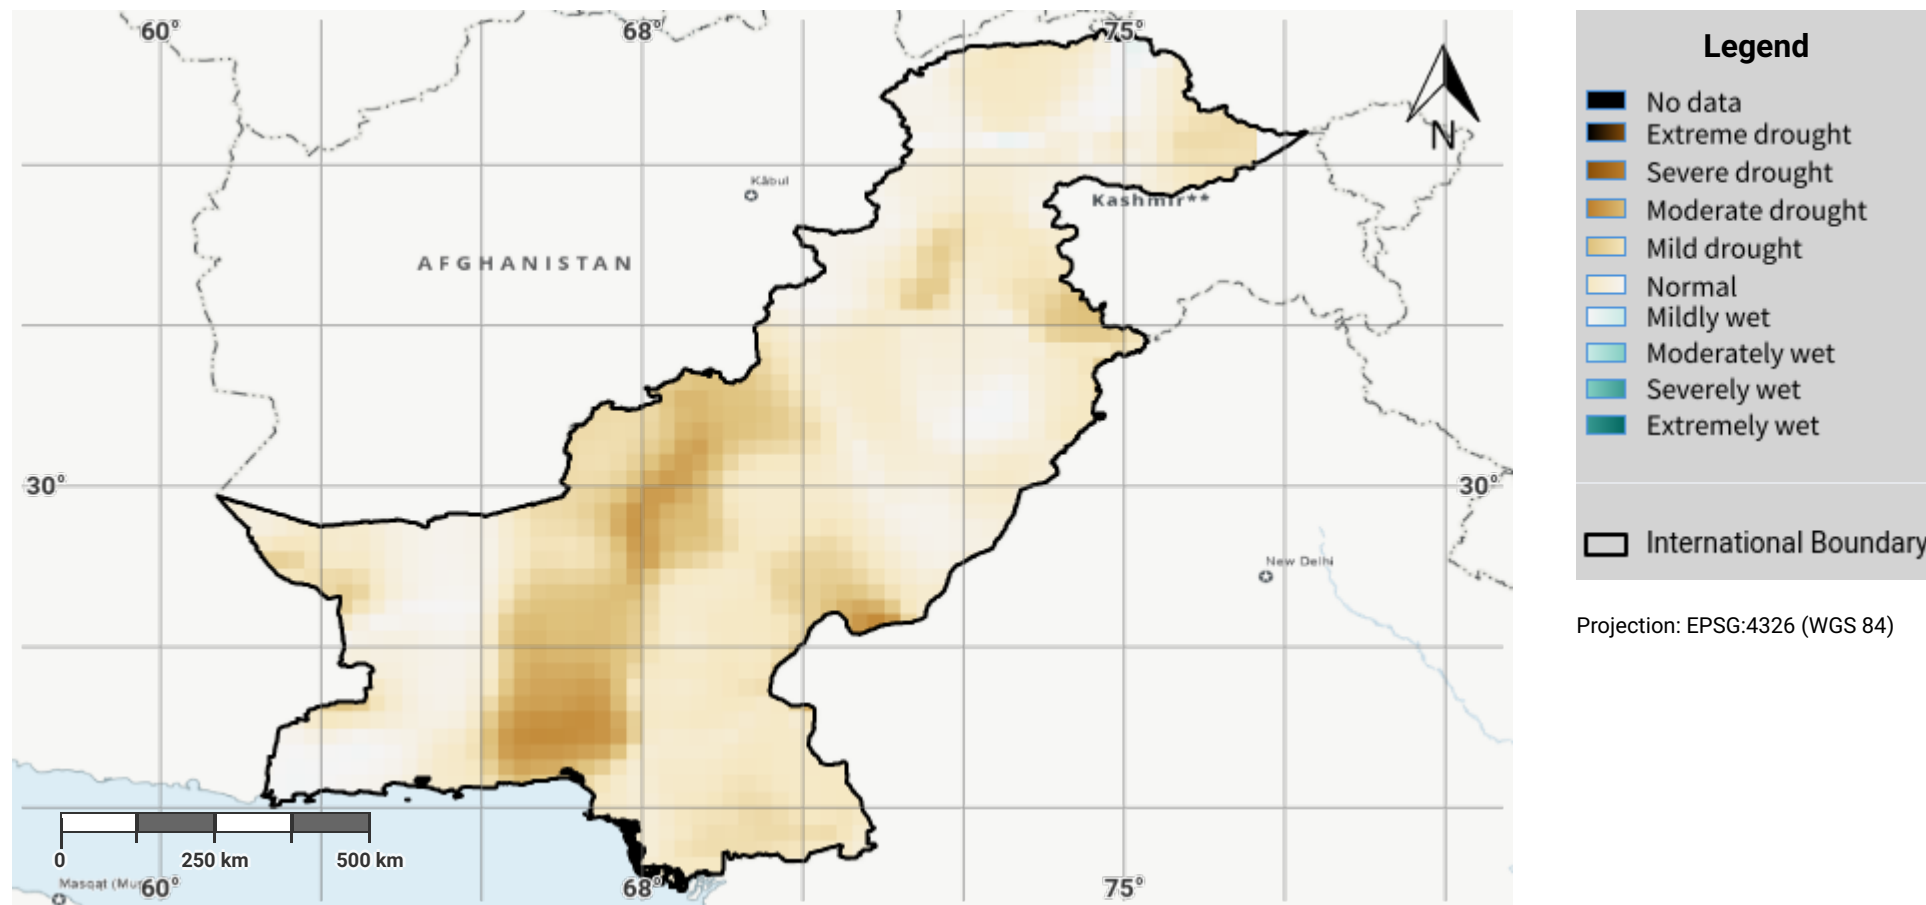 60°
68°
75°
Legend
No data
Extreme drought
Severe drought
Moderate drought
Mild drought
Normal
Mildly wet
Moderately wet
Severely wet
Extremely wet
International Boundary
Projection: EPSG:4326 (WGS 84)
N
Kābul
Kashmir**
AFGHANISTAN
30°
30°
New Delhi
0
250 km
500 km
Masqat (Mu
60°
68°
75°